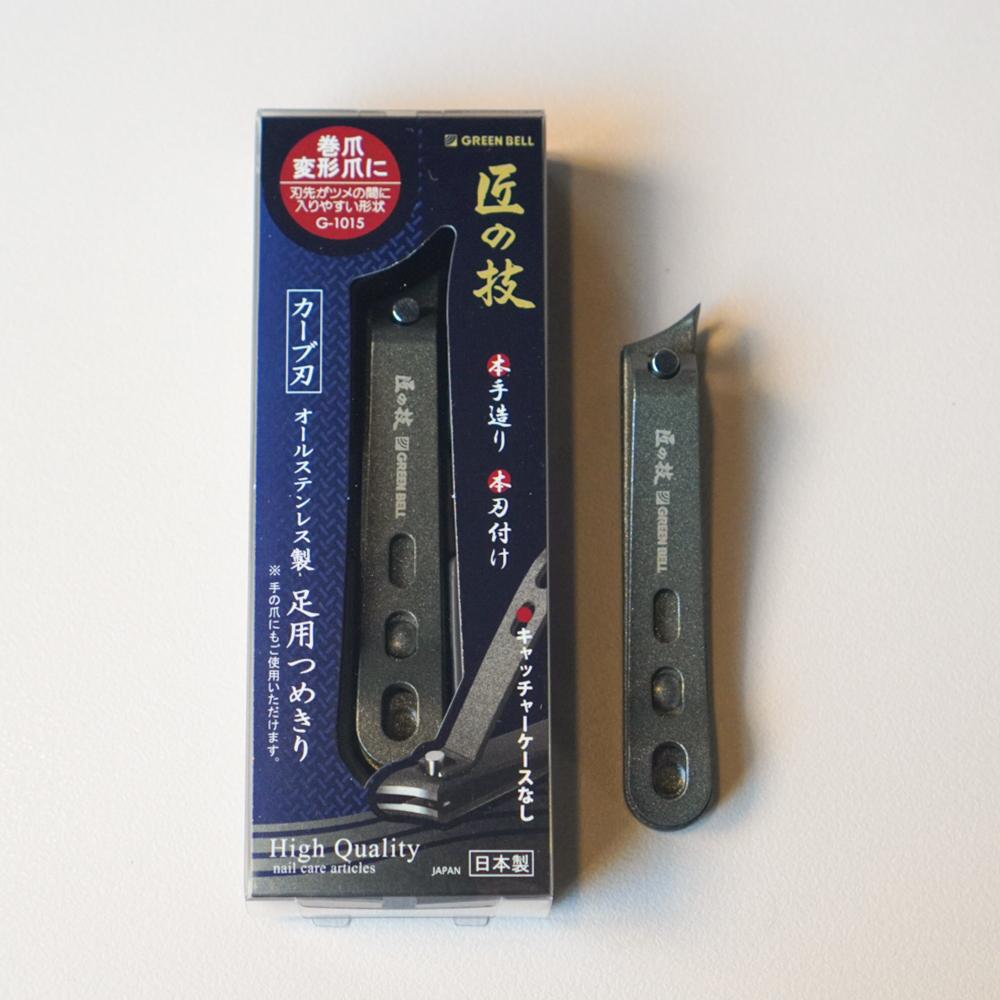 巻爪
変形爪に
刃先がツメの間に
入りやすい形状
G-1015
GREEN BELL
匠の技
本手造り 本刃付け
カーブ刃
オールステンレス製 足用つめきり
※手の爪にもご使用いただけます。
キャッチャーケースなし
匠の技 GREEN BELL
High Quality
nail care articles
JAPAN 日本製
匠の技 GREEN BELL